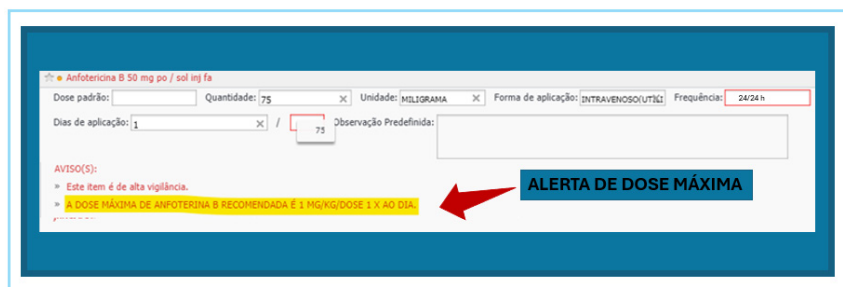 Anfotericina B 50 mg po / sol inj fa
Dose padrão: Quantidade: 75 Unidade: MILIGRAMA Forma de aplicação: INTRAVENOSO(UTI Frequência: 24/24 h
Dias de aplicação: 1 / 75 Observação Predefinida:
AVISO(S):
» Este item é de alta vigilância.
» A DOSE MÁXIMA DE ANFOTERINA B RECOMENDADA É 1 MG/KG/DOSE 1 X AO DIA.
ALERTA DE DOSE MÁXIMA